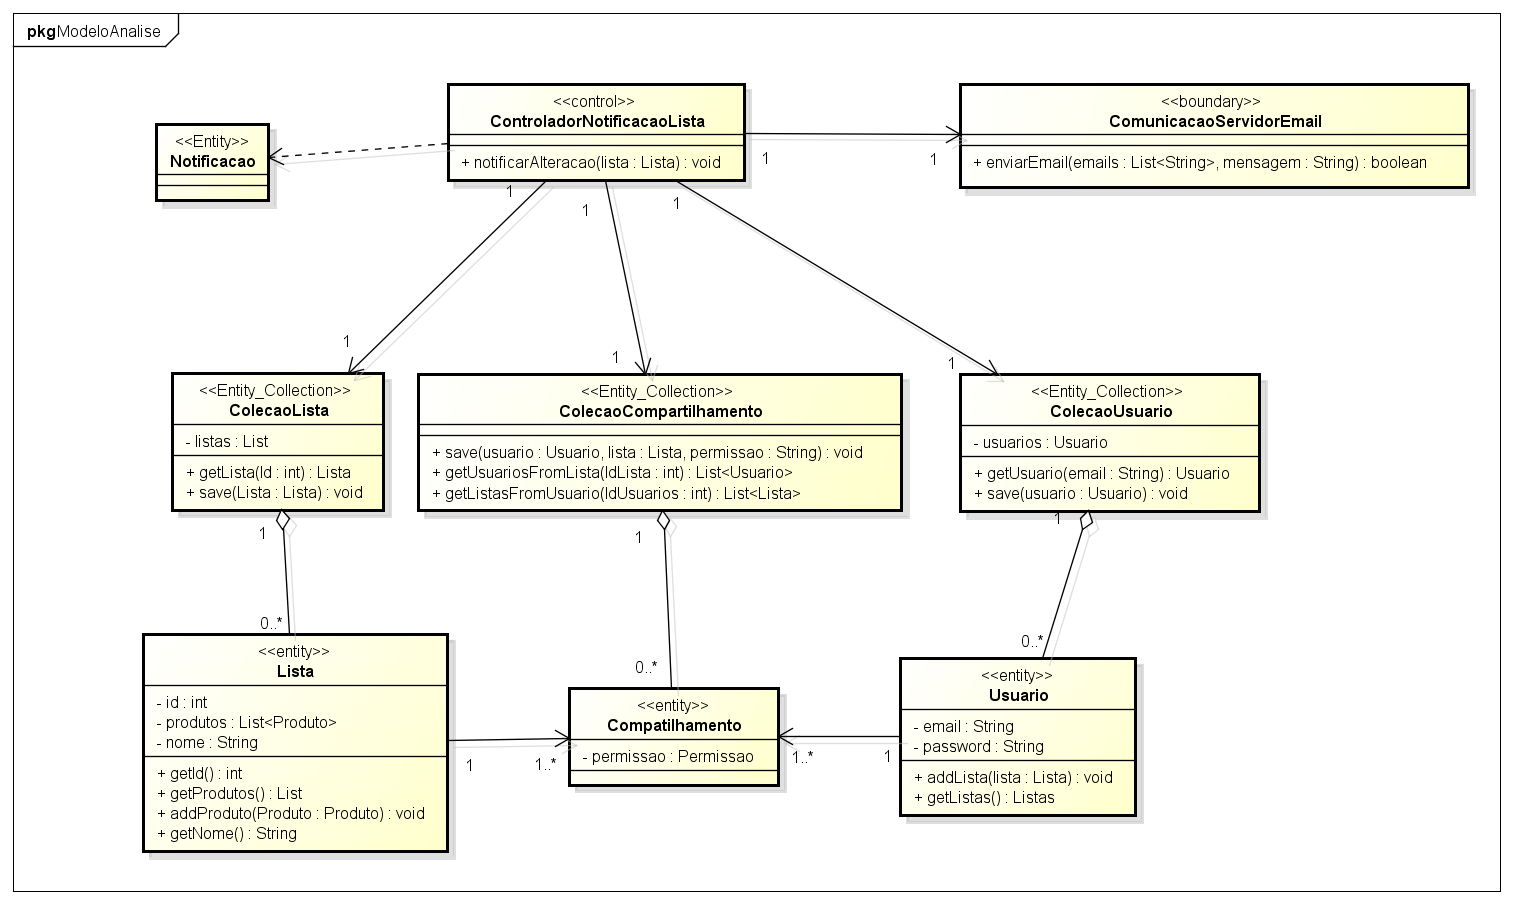 pkgModeloAnalise
<<Entity>>
Notificacao
<<control>>
ControladorNotificacaoLista
+ notificarAlteracao(lista : Lista) : void
<<boundary>>
ComunicacaoServidorEmail
+ enviarEmail(emails : List<String>, mensagem : String) : boolean
1
1
1
1
1
1
1
1
<<Entity_Collection>>
ColecaoLista
- listas : List
+ getLista(Id : int) : Lista
+ save(Lista : Lista) : void
<<Entity_Collection>>
ColecaoCompartilhamento
+ save(usuario : Usuario, lista : Lista, permissao : String) : void
+ getUsuariosFromLista(IdLista : int) : List<Usuario>
+ getListasFromUsuario(IdUsuarios : int) : List<Lista>
<<Entity_Collection>>
ColecaoUsuario
- usuarios : Usuario
+ getUsuario(email : String) : Usuario
+ save(usuario : Usuario) : void
1
1
1
0..*
0..*
0..*
<<entity>>
Lista
- id : int
- produtos : List<Produto>
- nome : String
+ getId() : int
+ getProdutos() : List
+ addProduto(Produto : Produto) : void
+ getNome() : String
1
1..*
<<entity>>
Compatilhamento
- permissao : Permissao
1..*
1
<<entity>>
Usuario
- email : String
- password : String
+ addLista(lista : Lista) : void
+ getListas() : Listas